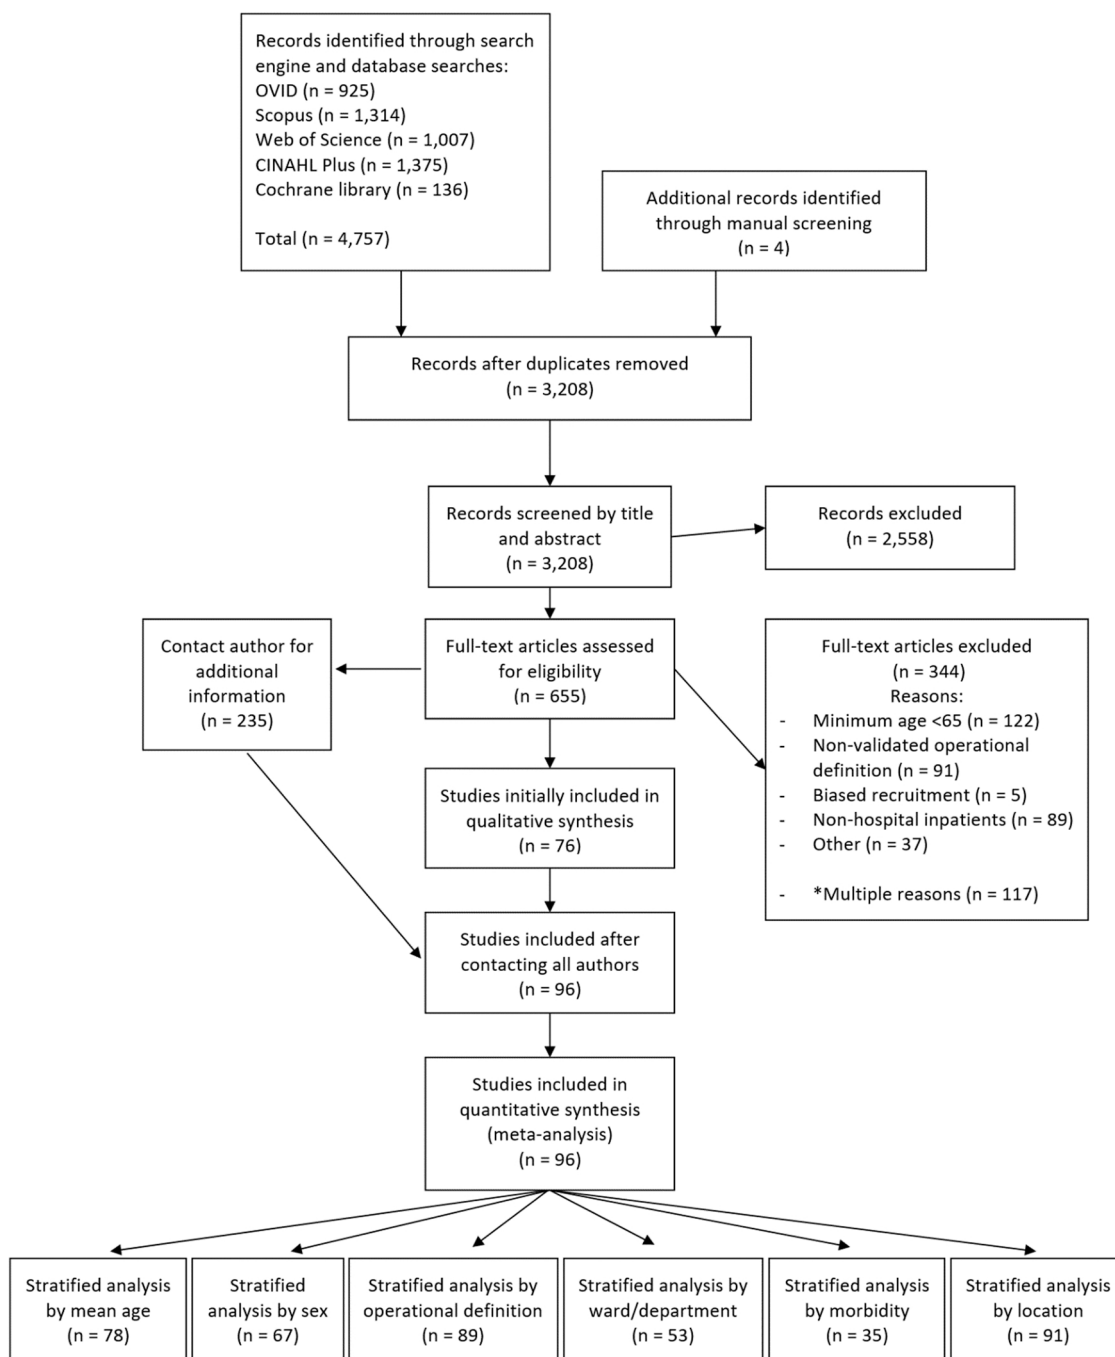 Records identified through search
engine and database searches:
OVID (n = 925)
Scopus (n = 1,314)
Web of Science (n = 1,007)
CINAHL Plus (n = 1,375)
Cochrane library (n = 136)
Total (n = 4,757)
Additional records identified
through manual screening
(n = 4)
Records after duplicates removed
(n = 3,208)
Records screened by title
and abstract
(n = 3,208)
Records excluded
(n = 2,558)
Contact author for
additional
information
(n = 235)
Full-text articles assessed
for eligibility
(n = 655)
Full-text articles excluded
(n = 344)
Reasons:
- Minimum age <65 (n = 122)
- Non-validated operational
definition (n = 91)
- Biased recruitment (n = 5)
- Non-hospital inpatients (n = 89)
- Other (n = 37)
- *Multiple reasons (n = 117)
Studies initially included in
qualitative synthesis
(n = 76)
Studies included after
contacting all authors
(n = 96)
Studies included in
quantitative synthesis
(meta-analysis)
(n = 96)
Stratified analysis
by mean age
(n = 78)
Stratified
analysis by sex
(n = 67)
Stratified analysis by
operational definition
(n = 89)
Stratified analysis by
ward/department
(n = 53)
Stratified analysis
by morbidity
(n = 35)
Stratified analysis
by location
(n = 91)